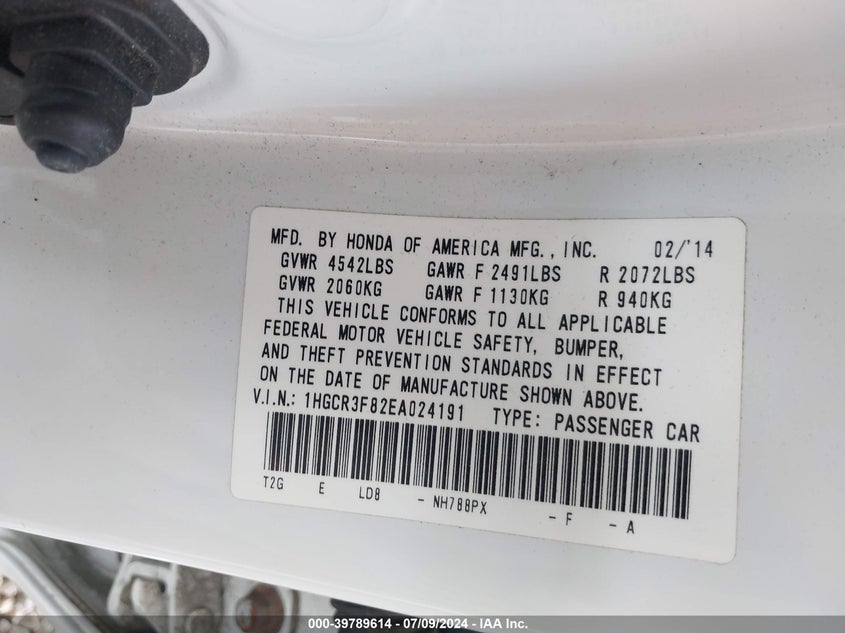 MFD. BY HONDA OF AMERICA MFG., INC. 02/'14
GVWR 4542LBS GAWR F 2491LBS R 2072LBS
GVWR 2060KG GAWR F 1130KG R 940KG
THIS VEHICLE CONFORMS TO ALL APPLICABLE
FEDERAL MOTOR VEHICLE SAFETY, BUMPER,
AND THEFT PREVENTION STANDARDS IN EFFECT
ON THE DATE OF MANUFACTURE SHOWN ABOVE.
V.I.N.: 1HGCR3F82EA024191 TYPE: PASSENGER CAR
T2G E LD8 - NH788PX - F - A
000-39789614 - 07/09/2024 - IAA Inc.